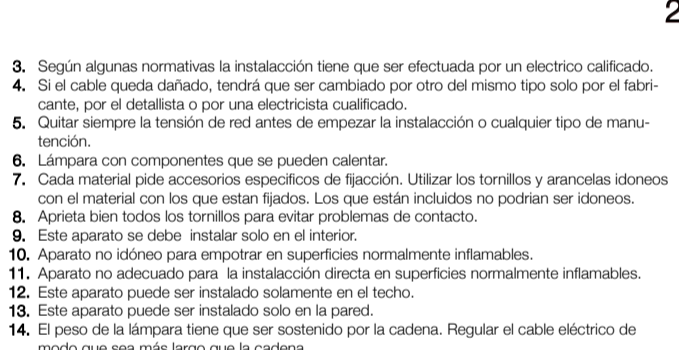 2
3. Según algunas normativas la instalacción tiene que ser efectuada por un electrico calificado.
4. Si el cable queda dañado, tendrá que ser cambiado por otro del mismo tipo solo por el fabri-
cante, por el detallista o por una electricista cualificado.
5. Quitar siempre la tensión de red antes de empezar la instalacción o cualquier tipo de manu-
tención.
6. Lámpara con componentes que se pueden calentar.
7. Cada material pide accesorios especificos de fijacción. Utilizar los tornillos y arancelas idoneos
con el material con los que estan fijados. Los que están incluidos no podrian ser idoneos.
8. Aprieta bien todos los tornillos para evitar problemas de contacto.
9. Este aparato se debe instalar solo en el interior.
10. Aparato no idóneo para empotrar en superficies normalmente inflamables.
11. Aparato no adecuado para la instalacción directa en superficies normalmente inflamables.
12. Este aparato puede ser instalado solamente en el techo.
13. Este aparato puede ser instalado solo en la pared.
14. El peso de la lámpara tiene que ser sostenido por la cadena. Regular el cable eléctrico de
modo que sea más largo que la cadena